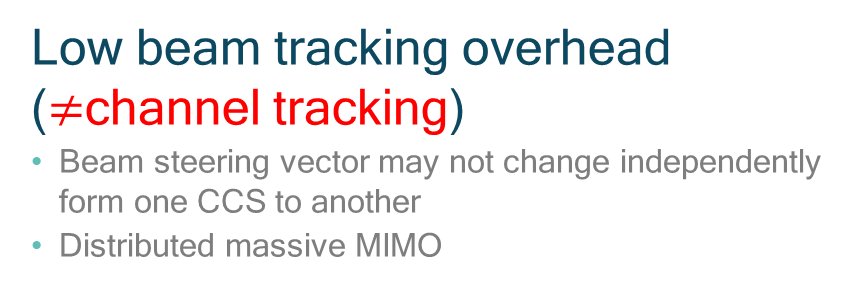 Low beam tracking overhead
(≠channel tracking)
• Beam steering vector may not change independently
form one CCS to another
• Distributed massive MIMO